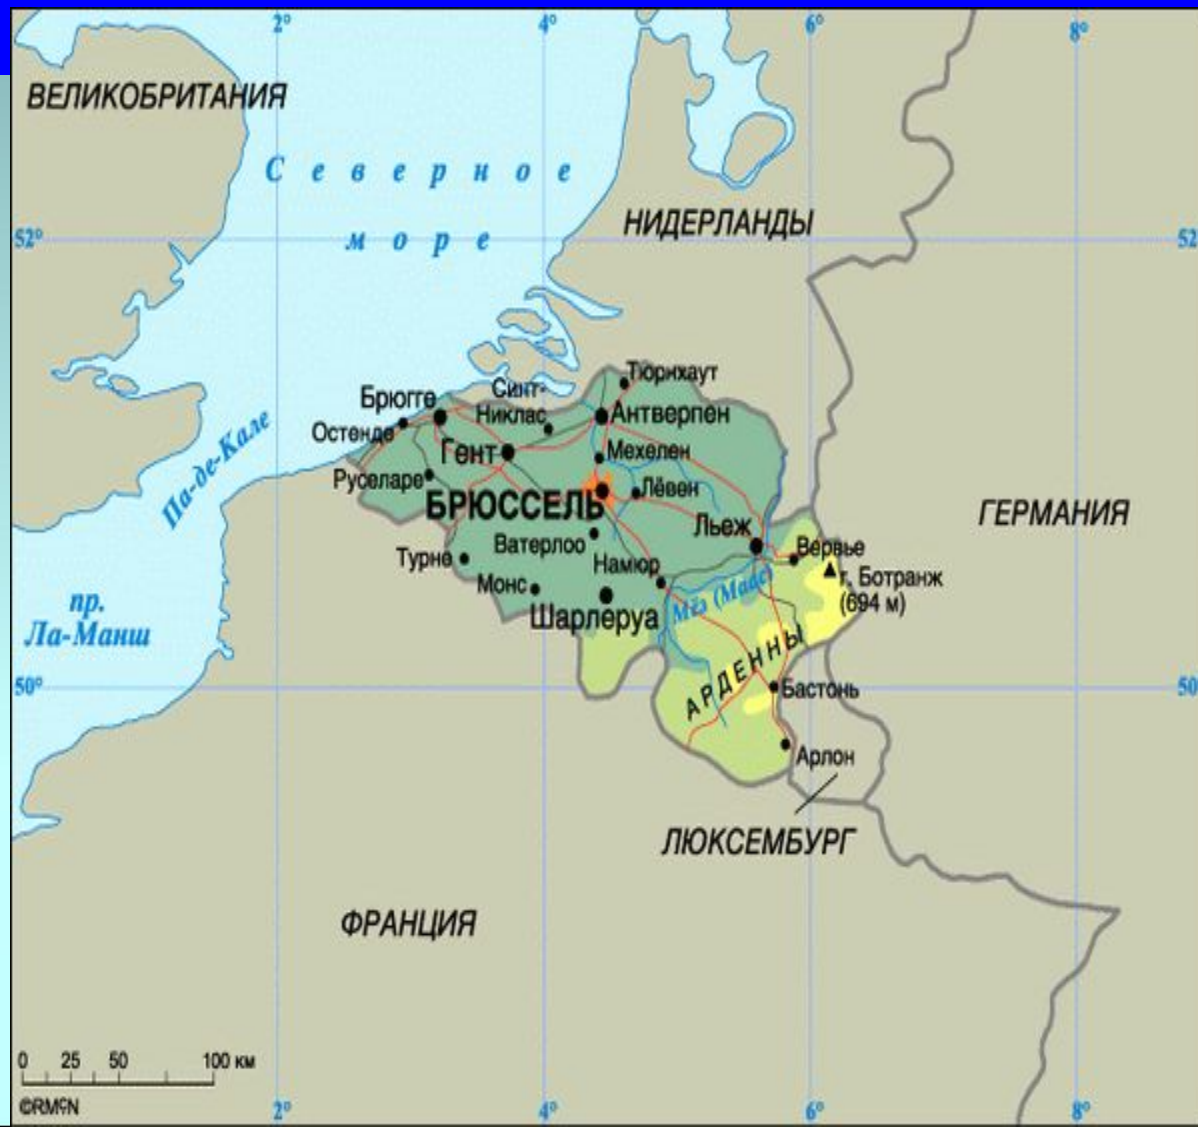 2° 4° 6° 8°
ВЕЛИКОБРИТАНИЯ
Северное
море
НИДЕРЛАНДЫ
52° 52
Тюрнхаут
Синт-
Никлас
Брюгге
Антверпен
Остенде
Гент
Мехелен
Па-де-Кале
Руселаре
Лёвен
БРЮССЕЛЬ
ГЕРМАНИЯ
Льеж
Ватерлоо
Вервье
Турне
Намюр
г. Ботранж
(694 м)
Монс
Мёз (Маас)
Шарлеруа
пр.
Ла-Манш
АРДЕННЫ
50° 50
Бастонь
Арлон
ЛЮКСЕМБУРГ
ФРАНЦИЯ
0 25 50 100 км
©RMcN
2° 4° 6° 8°